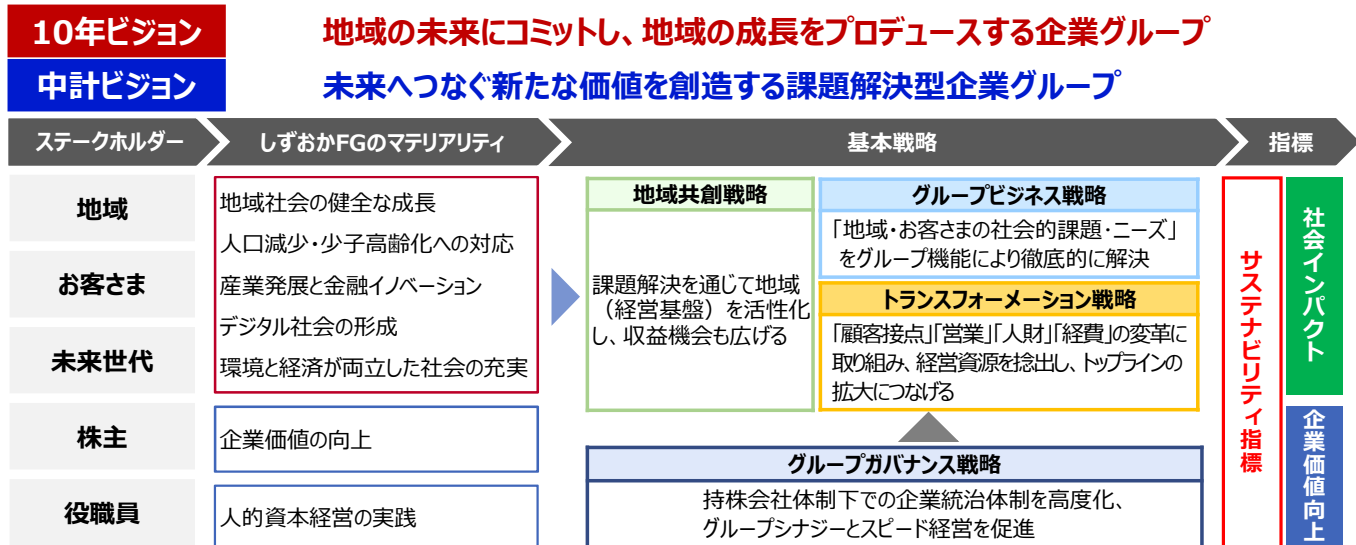 10年ビジョン
地域の未来にコミットし、地域の成長をプロデュースする企業グループ
中計ビジョン
未来へつなぐ新たな価値を創造する課題解決型企業グループ
ステークホルダー
しずおかFGのマテリアリティ
基本戦略
指標
地域
お客さま
未来世代
株主
役職員
地域社会の健全な成長
人口減少・少子高齢化への対応
産業発展と金融イノベーション
デジタル社会の形成
環境と経済が両立した社会の充実
企業価値の向上
人的資本経営の実践
地域共創戦略
課題解決を通じて地域
（経営基盤）を活性化
し、収益機会も広げる
グループビジネス戦略
「地域・お客さまの社会的課題・ニーズ」
をグループ機能により徹底的に解決
トランスフォーメーション戦略
「顧客接点」「営業」「人財」「経費」の変革に
取り組み、経営資源を捻出し、トップラインの
拡大につなげる
グループガバナンス戦略
持株会社体制下での企業統治体制を高度化、
グループシナジーとスピード経営を促進
サステナビリティ指標
社会インパクト
企業価値向上